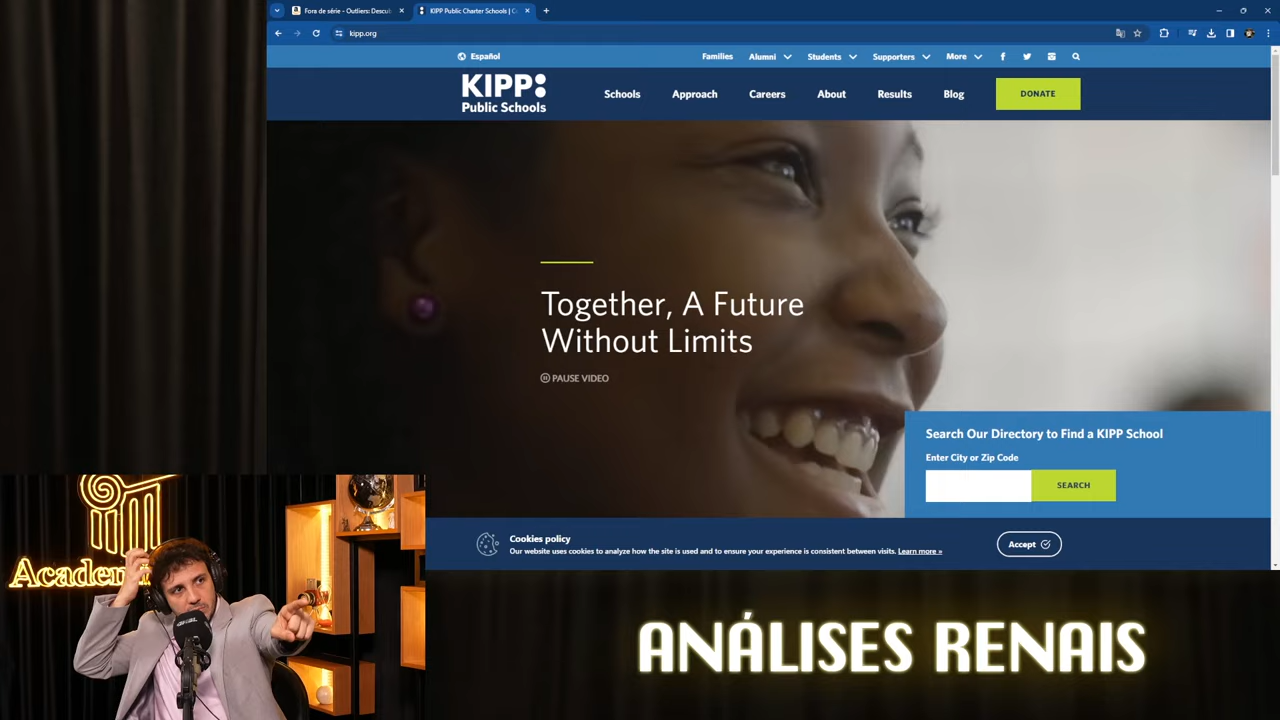 Fora de série - Outliers: Descub
KIPP Public Charter Schools | C
kipp.org
Español
Families
Alumni
Students
Supporters
More
KIPP:
Public Schools
Schools
Approach
Careers
About
Results
Blog
DONATE
Together, A Future
Without Limits
PAUSE VIDEO
Search Our Directory to Find a KIPP School
Enter City or Zip Code
SEARCH
Cookies policy
Our website uses cookies to analyze how the site is used and to ensure your experience is consistent between visits. Learn more »
Accept
ANÁLISES RENAIS